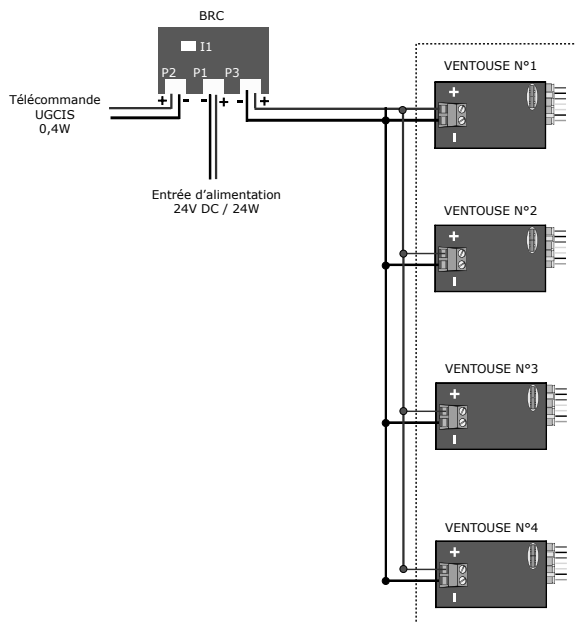 BRC
I1
P2 P1 P3
+ - - + - +
Télécommande
UGCIS
0,4W
Entrée d'alimentation
24V DC / 24W
VENTOUSE N°1
+
-
VENTOUSE N°2
+
-
VENTOUSE N°3
+
-
VENTOUSE N°4
+
-